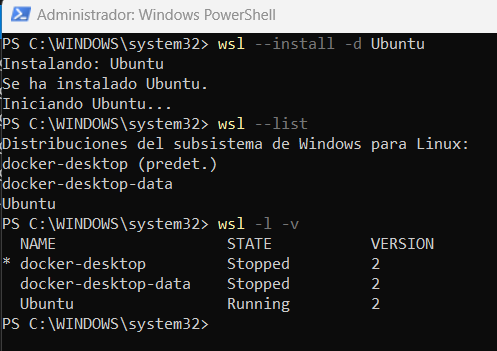 Administrador: Windows PowerShell
PS C:\WINDOWS\system32> wsl --install -d Ubuntu
Instalando: Ubuntu
Se ha instalado Ubuntu.
Iniciando Ubuntu...
PS C:\WINDOWS\system32> wsl --list
Distribuciones del subsistema de Windows para Linux:
docker-desktop (predet.)
docker-desktop-data
Ubuntu
PS C:\WINDOWS\system32> wsl -l -v
  NAME                   STATE           VERSION
* docker-desktop         Stopped         2
  docker-desktop-data    Stopped         2
  Ubuntu                 Running         2
PS C:\WINDOWS\system32>